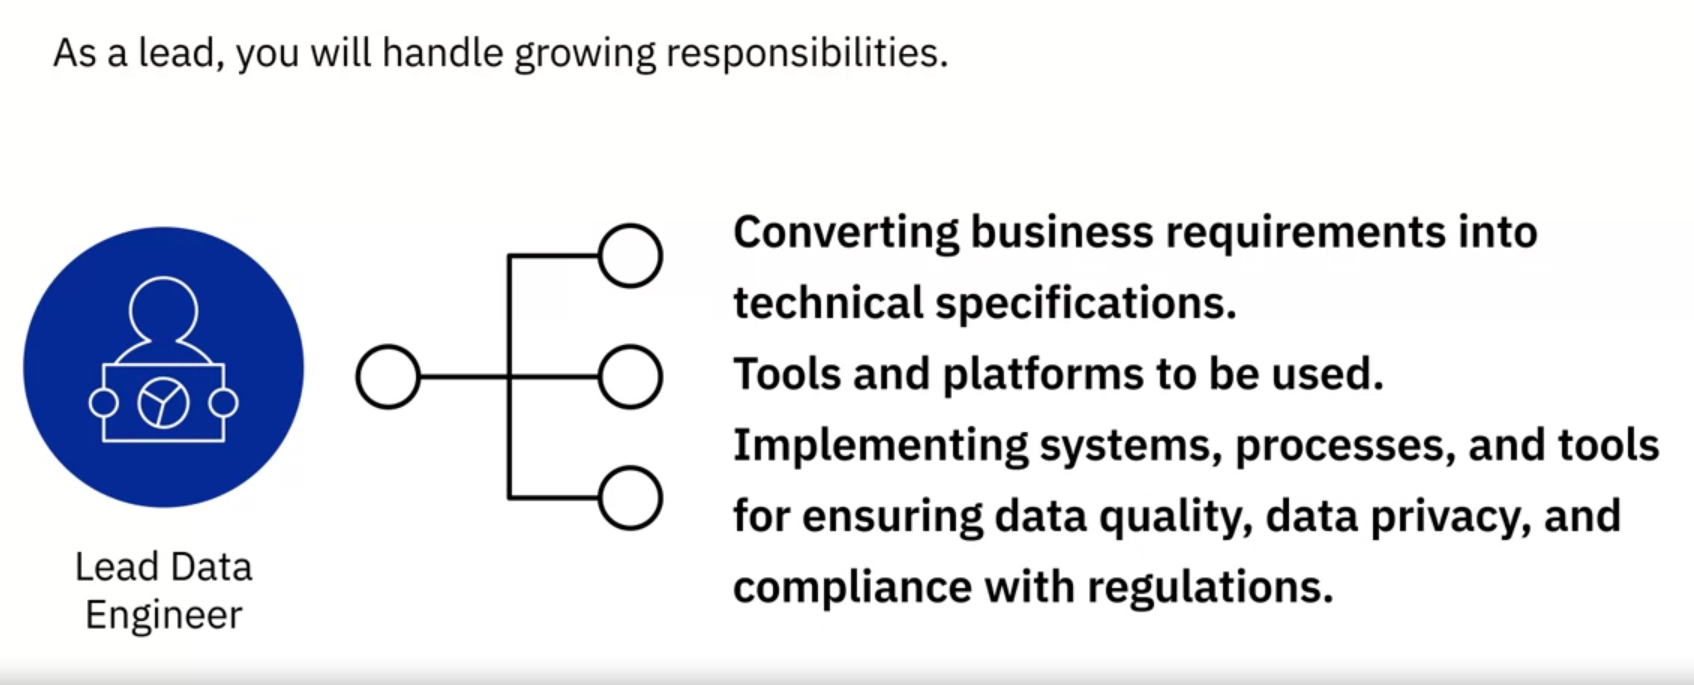 As a lead, you will handle growing responsibilities.
Converting business requirements into
technical specifications.
Tools and platforms to be used.
Implementing systems, processes, and tools
for ensuring data quality, data privacy, and
compliance with regulations.
Lead Data
Engineer